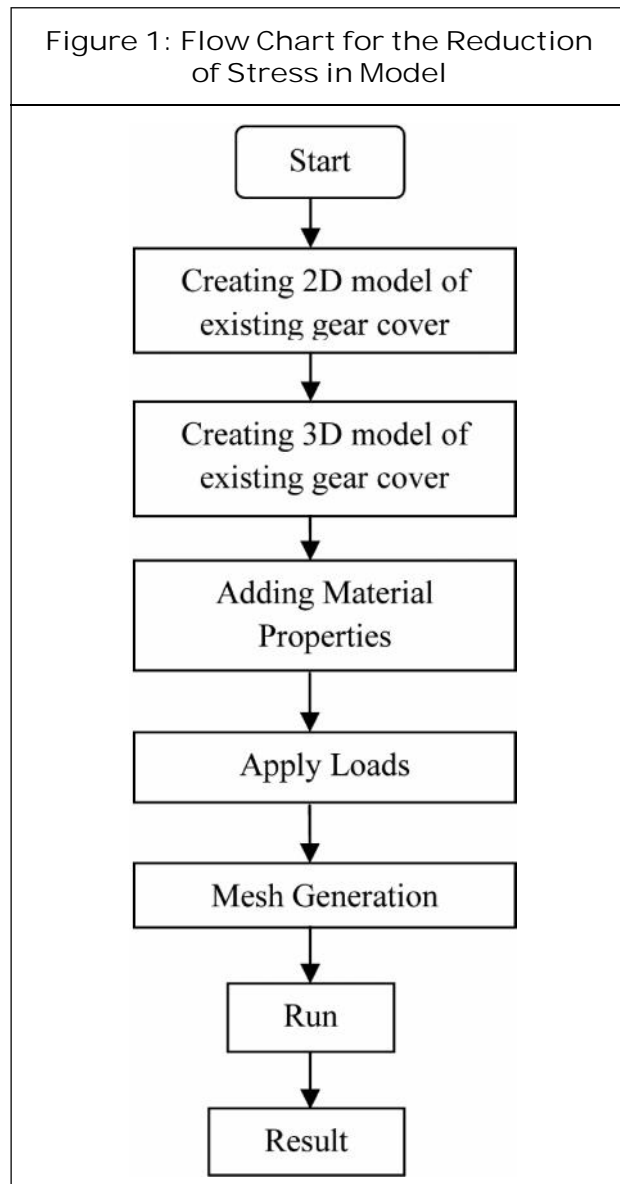 Figure 1: Flow Chart for the Reduction
of Stress in Model
Start
Creating 2D model of
existing gear cover
Creating 3D model of
existing gear cover
Adding Material
Properties
Apply Loads
Mesh Generation
Run
Result